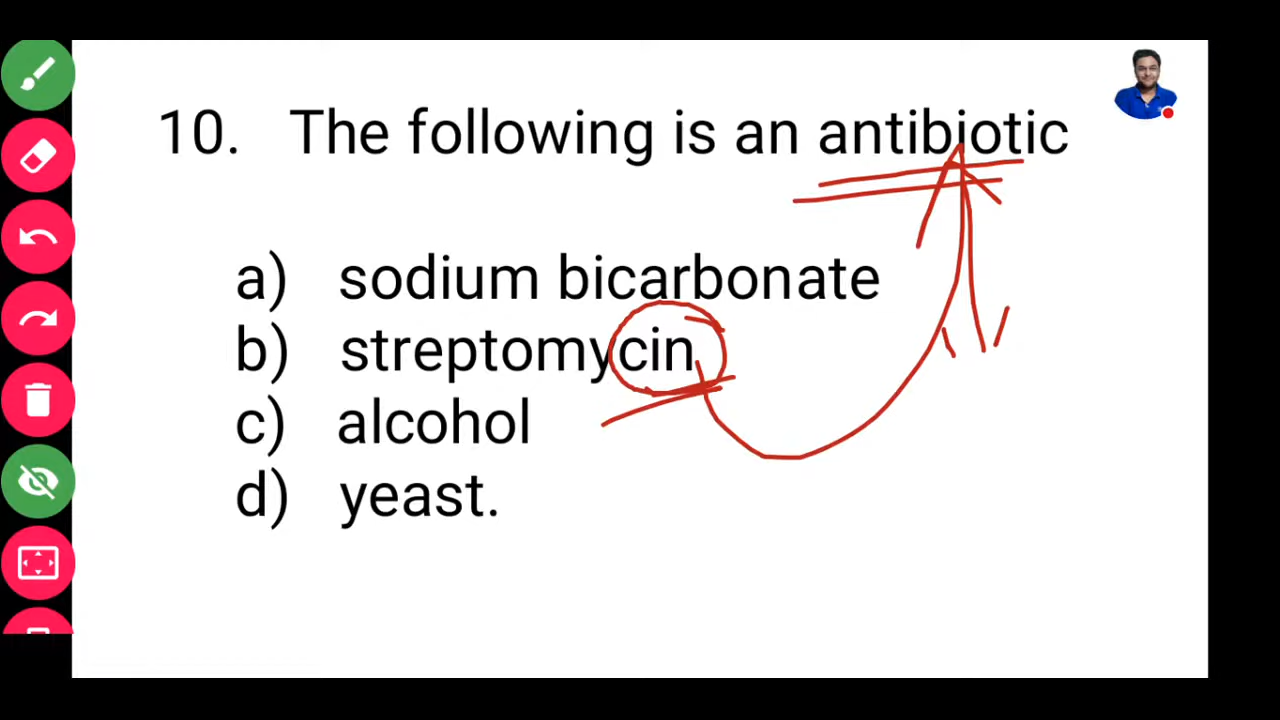 10. The following is an antibiotic
a) sodium bicarbonate
b) streptomycin
c) alcohol
d) yeast.